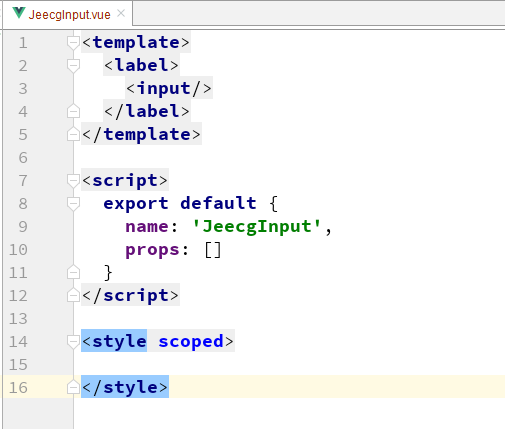 JeecgInput.vue
1 <template>
2   <label>
3     <input/>
4   </label>
5 </template>
6
7 <script>
8   export default {
9     name: 'JeecgInput',
10     props: []
11   }
12 </script>
13
14 <style scoped>
15
16 </style>